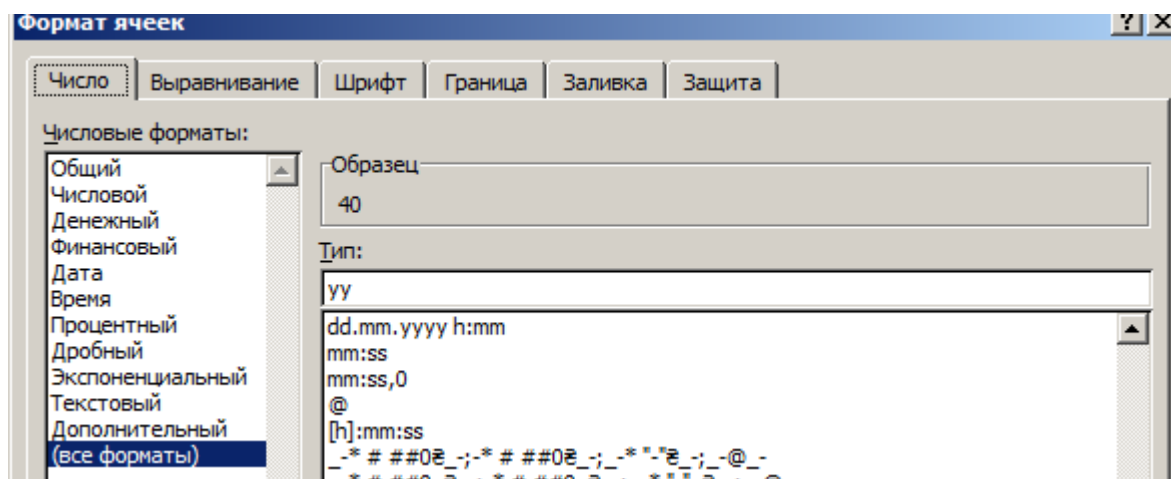 Формат ячеек
Число Выравнивание Шрифт Граница Заливка Защита
Числовые форматы:
Общий
Числовой
Денежный
Финансовый
Дата
Время
Процентный
Дробный
Экспоненциальный
Текстовый
Дополнительный
(все форматы)
Образец
40
Тип:
yy
dd.mm.yyyy h:mm
mm:ss
mm:ss,0
@
[h]:mm:ss
_-* # ##0₴_-;-* # ##0₴_-;_-* "-"₴_-;_-@_-